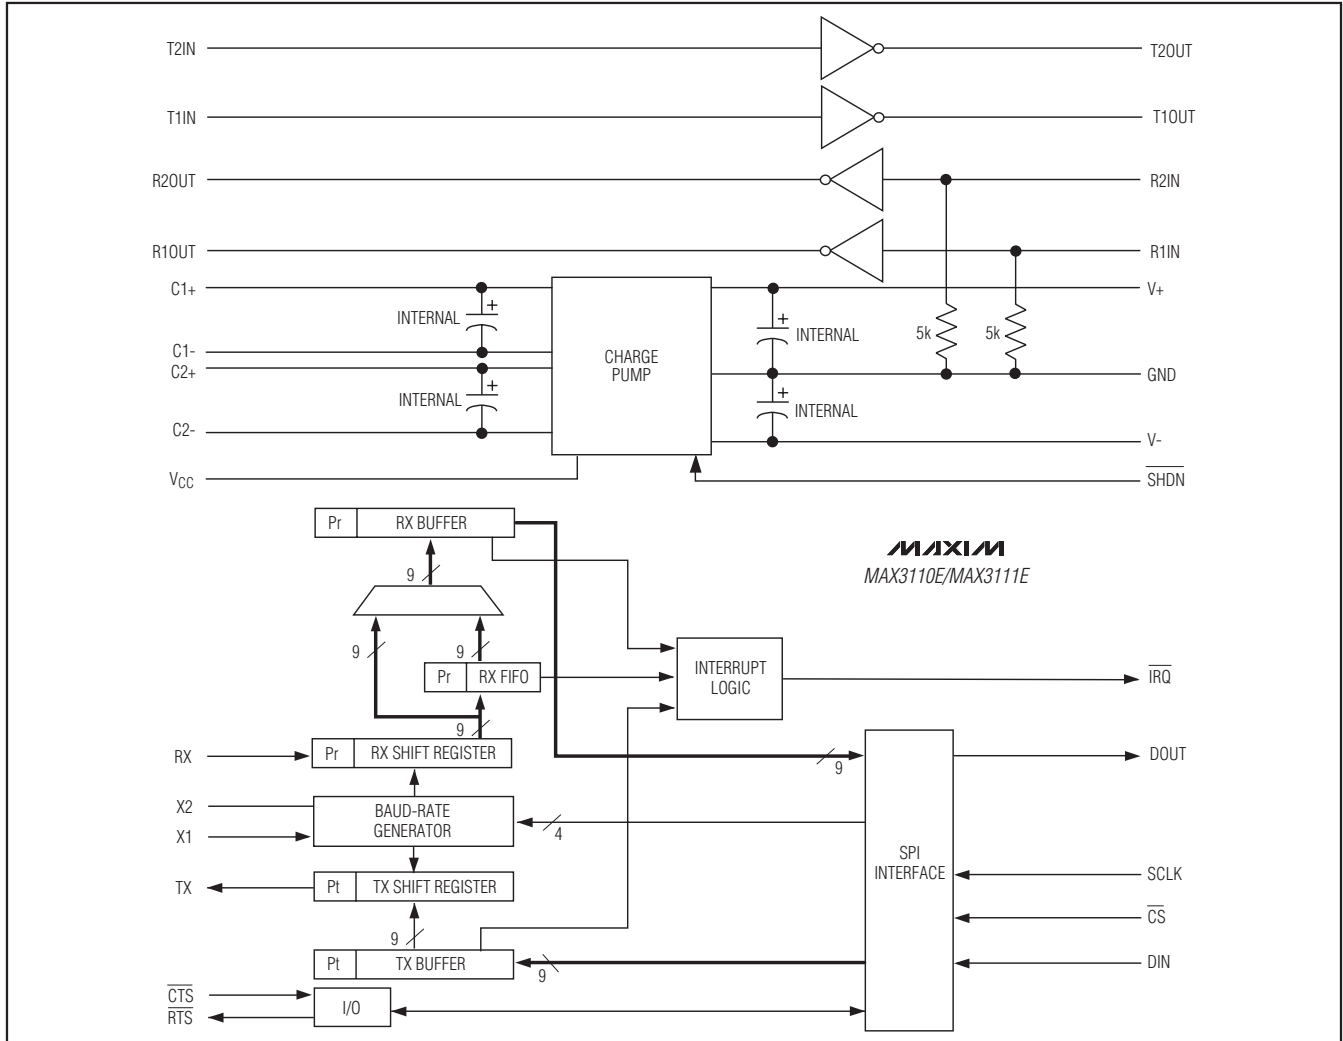 T2IN
T2OUT
T1IN
T1OUT
R2OUT
R2IN
R1OUT
R1IN
C1+
V+
+
INTERNAL
+
INTERNAL
5k
5k
C1-
C2+
CHARGE
PUMP
GND
+
INTERNAL
+
INTERNAL
C2-
V-
VCC
SHDN
Pr
RX BUFFER
MAXIM
MAX3110E/MAX3111E
9
9
9
Pr
RX FIFO
INTERRUPT
LOGIC
IRQ
9
RX
Pr
RX SHIFT REGISTER
9
DOUT
X2
X1
BAUD-RATE
GENERATOR
4
SPI
INTERFACE
TX
Pt
TX SHIFT REGISTER
SCLK
CS
9
Pt
TX BUFFER
9
DIN
CTS
RTS
I/O